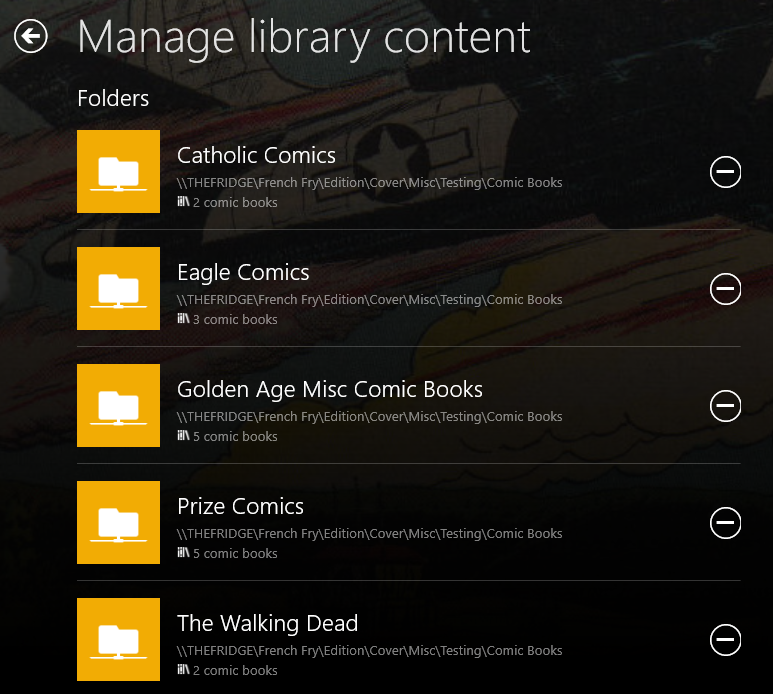 Manage library content
Folders
Catholic Comics
\\THEFRIDGE\French Fry\Edition\Cover\Misc\Testing\Comic Books
2 comic books
Eagle Comics
\\THEFRIDGE\French Fry\Edition\Cover\Misc\Testing\Comic Books
3 comic books
Golden Age Misc Comic Books
\\THEFRIDGE\French Fry\Edition\Cover\Misc\Testing\Comic Books
5 comic books
Prize Comics
\\THEFRIDGE\French Fry\Edition\Cover\Misc\Testing\Comic Books
5 comic books
The Walking Dead
\\THEFRIDGE\French Fry\Edition\Cover\Misc\Testing\Comic Books
2 comic books